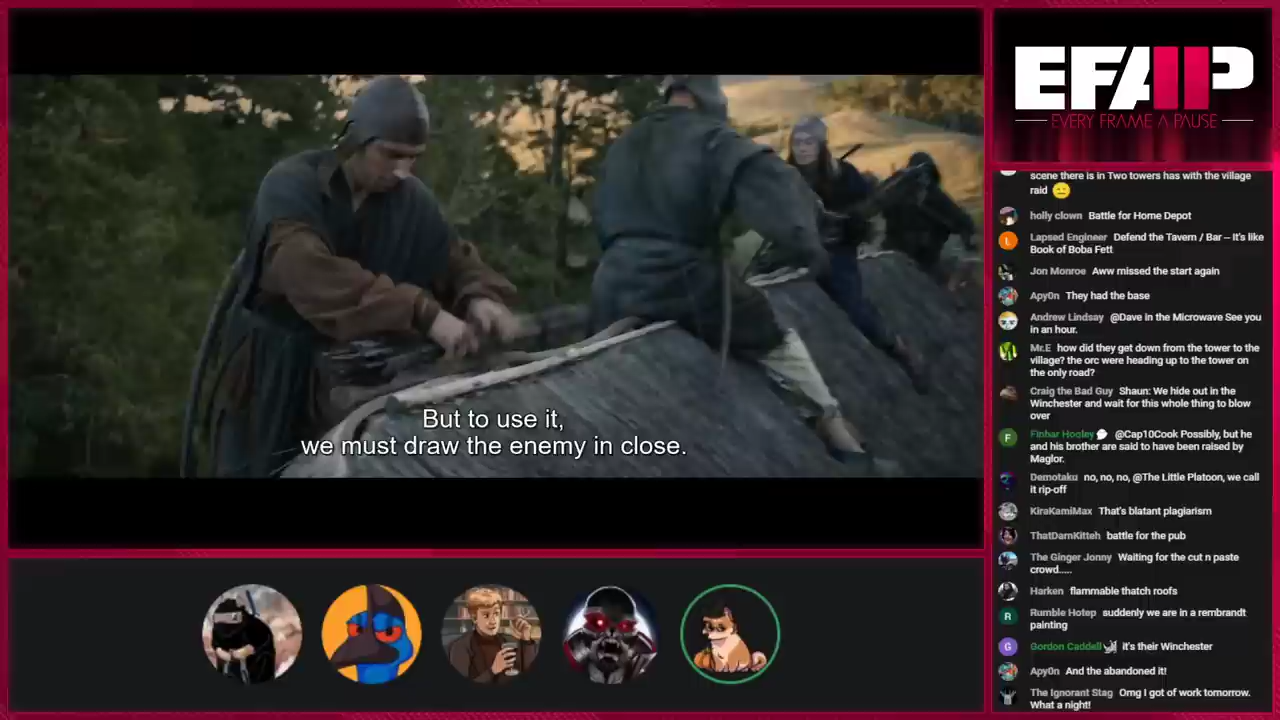 But to use it,
we must draw the enemy in close.
EFAP
EVERY FRAME A PAUSE
scene there is in Two towers has with the village
raid
holly clown Battle for Home Depot
Lapsed Engineer Defend the Tavern / Bar – It's like
Book of Boba Fett
Jon Monroe Aww missed the start again
Apy0n They had the base
Andrew Lindsay @Dave in the Microwave See you
in an hour.
Mr.E how did they get down from the tower to the
village? the orc were heading up to the tower on
the only road?
Craig the Bad Guy Shaun: We hide out in the
Winchester and wait for this whole thing to blow
over
F
Finbar Hooley @Cap10Cook Possibly, but he
and his brother are said to have been raised by
Maglor.
Demotaku no, no, no, @The Little Platoon, we call
it rip-off
KiraKamiMax That's blatant plagiarism
ThatDarnKitteh battle for the pub
The Ginger Jonny Waiting for the cut n paste
crowd.....
Harken flammable thatch roofs
R
Rumble Hotep suddenly we are in a rembrandt
painting
G
Gordon Caddell it's their Winchester
Apy0n And the abandoned it!
The Ignorant Stag Omg I got of work tomorrow.
What a night!